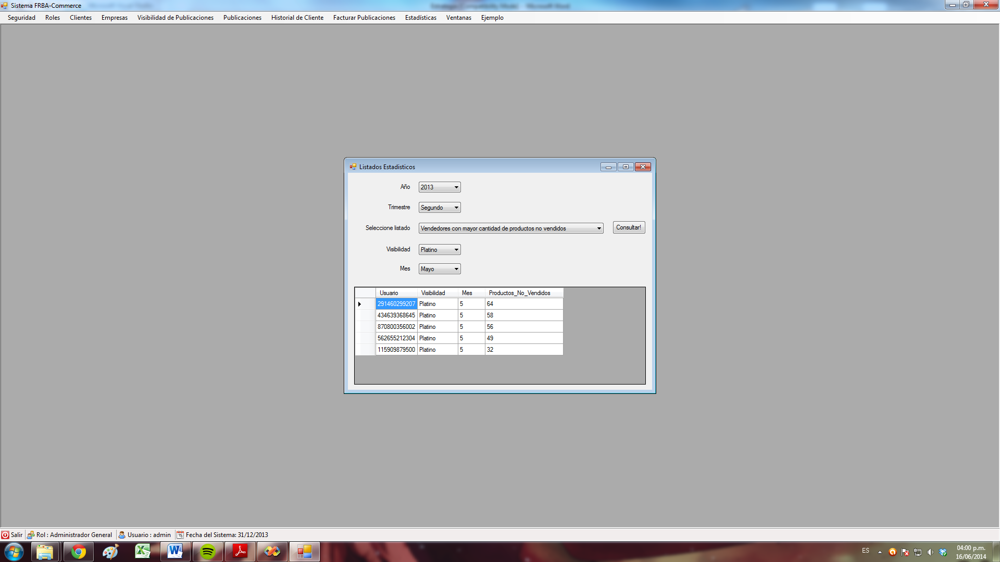 Sistema FRBA-Commerce
Seguridad Roles Clientes Empresas Visibilidad de Publicaciones Publicaciones Historial de Cliente Facturar Publicaciones Estadísticas Ventanas Ejemplo
Listados Estadisticos
Año 2013
Trimestre Segundo
Seleccione listado Vendedores con mayor cantidad de productos no vendidos Consultar!
Visibilidad Platino
Mes Mayo
Usuario Visibilidad Mes Productos_No_Vendidos
291460299207 Platino 5 64
434639368645 Platino 5 58
870800356002 Platino 5 56
562655212304 Platino 5 49
115909879500 Platino 5 32
Salir Rol : Administrador General Usuario : admin Fecha del Sistema: 31/12/2013
ES 04:00 p.m.
16/06/2014